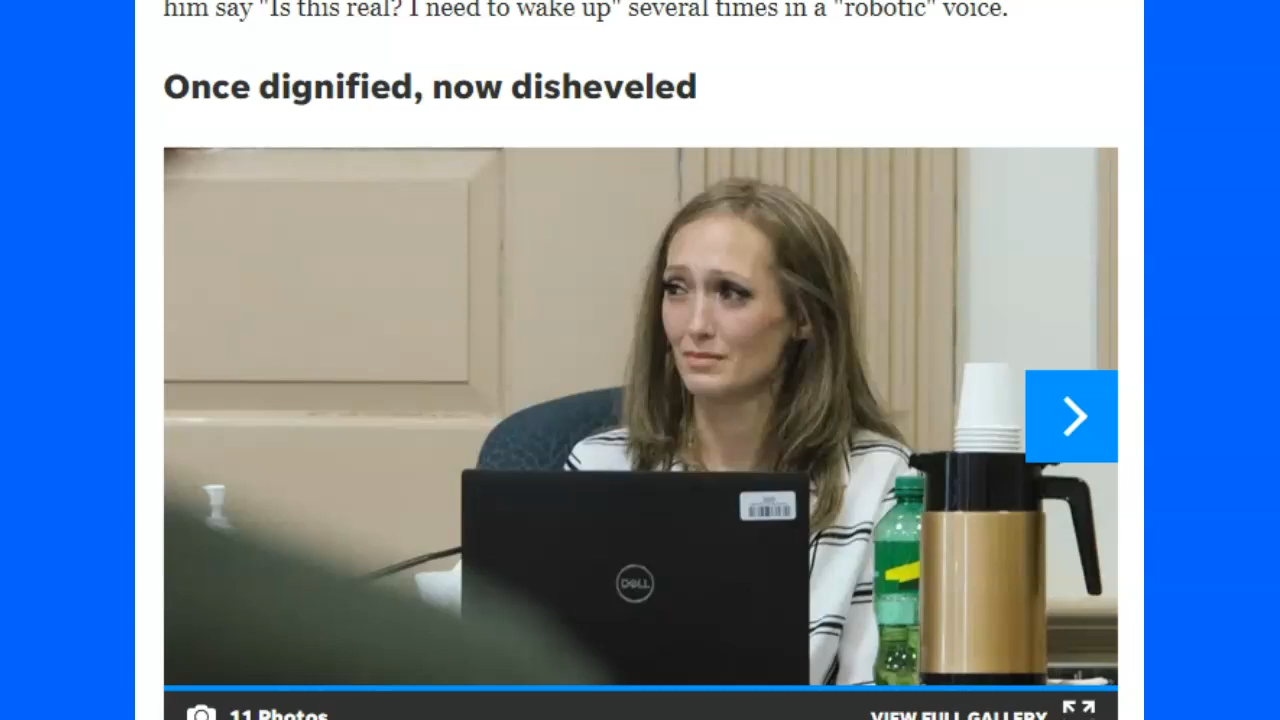 him say "Is this real? I need to wake up" several times in a "robotic" voice.
Once dignified, now disheveled
DELL
11 Photos
VIEW FULL GALLERY